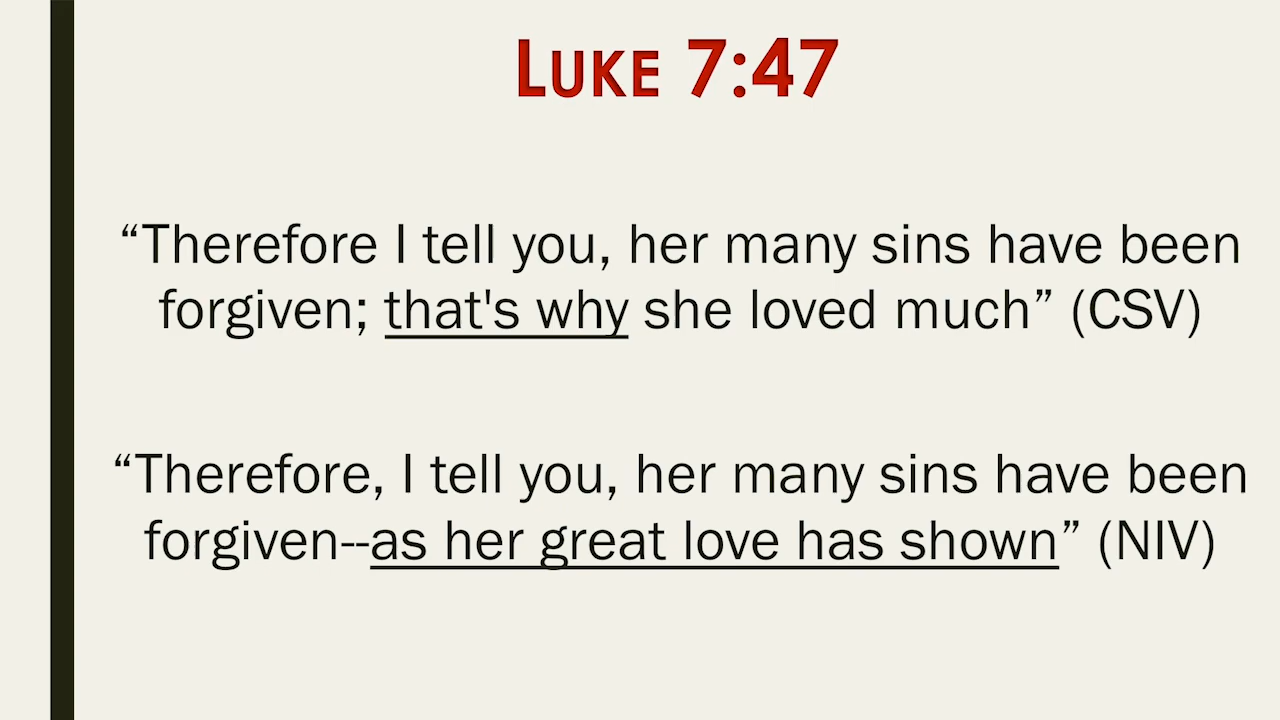 Luke 7:47
“Therefore I tell you, her many sins have been
forgiven; that's why she loved much” (CSV)
“Therefore, I tell you, her many sins have been
forgiven--as her great love has shown” (NIV)